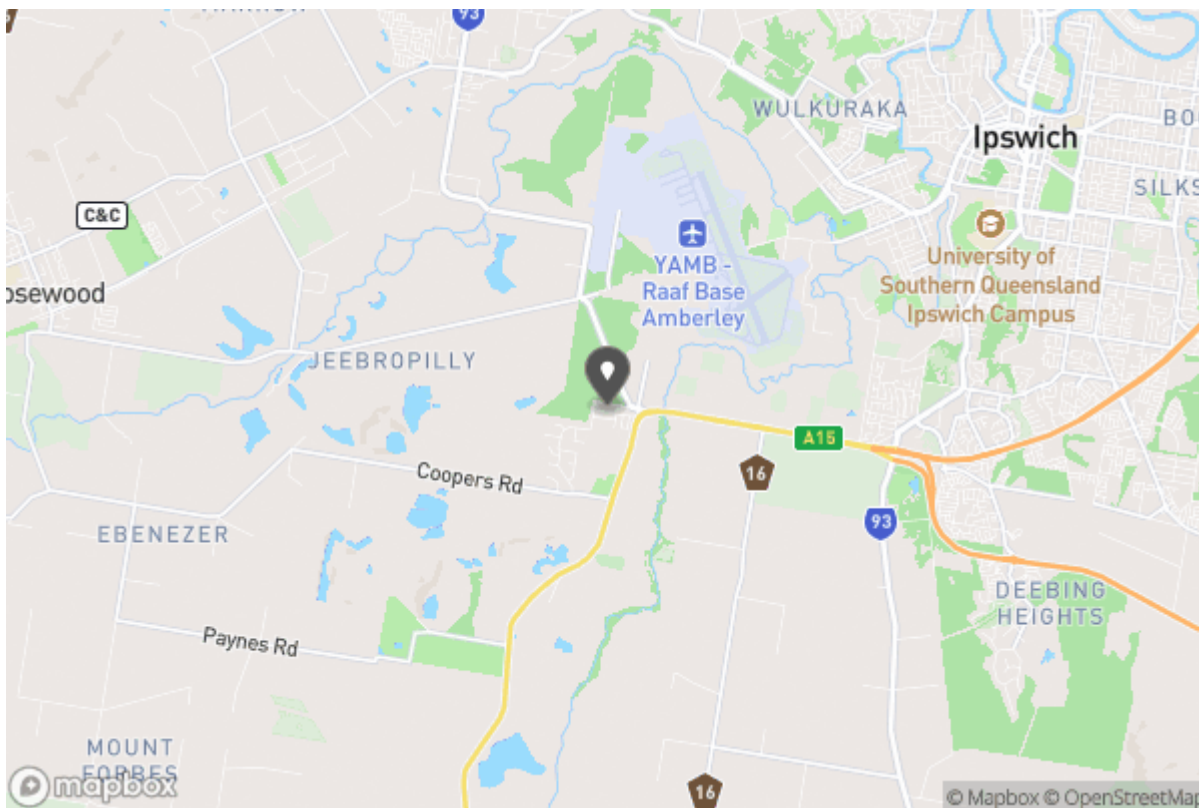 93
WULKURAKA
Ipswich
BO
SILKS
C&C
University of
Southern Queensland
Ipswich Campus
YAMB -
Raaf Base
Amberley
osewood
JEEBROPILLY
A15
16
Coopers Rd
93
EBENEZER
DEEBING
HEIGHTS
Paynes Rd
MOUNT
FORBES
16
mapbox
© Mapbox © OpenStreetMap